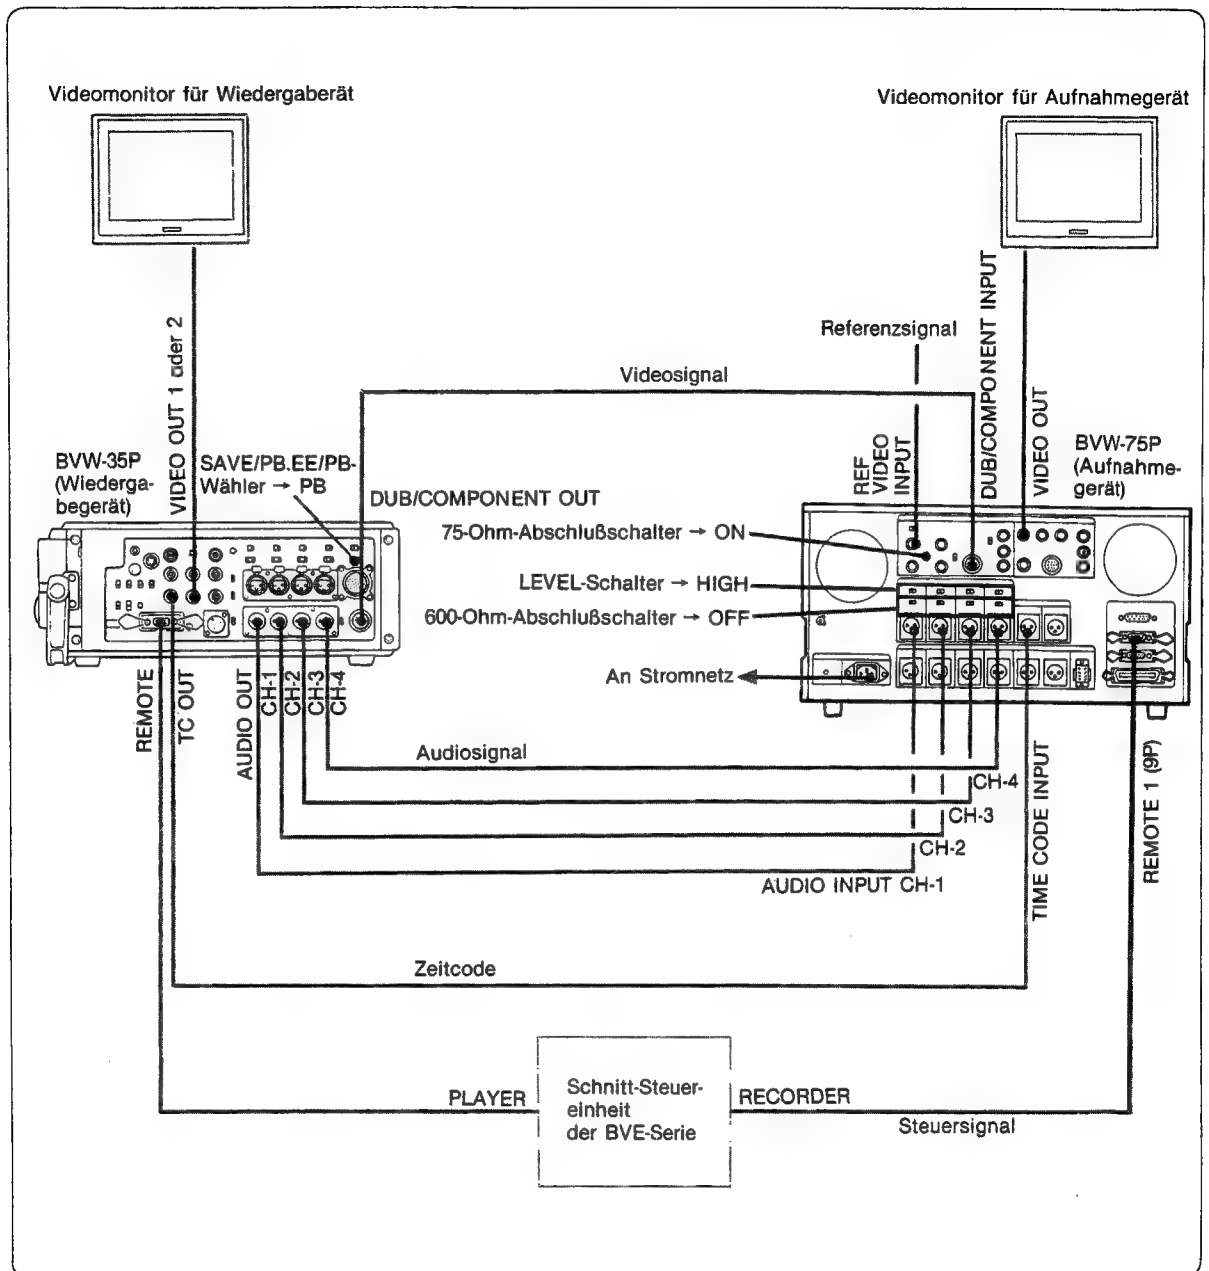 Videomonitor für Wiedergaberät
Videomonitor für Aufnahmegerät
VIDEO OUT 1 oder 2
Referenzsignal
DUB/COMPONENT INPUT
Videosignal
REF
VIDEO
INPUT
VIDEO OUT
BVW-35P
(Wiederga-
begerät)
SAVE/PB.EE/PB-
Wähler → PB
DUB/COMPONENT OUT
BVW-75P
(Aufnahme-
gerät)
75-Ohm-Abschlußschalter → ON
LEVEL-Schalter → HIGH
600-Ohm-Abschlußschalter → OFF
An Stromnetz
REMOTE
TC OUT
AUDIO OUT
CH-1
CH-2
CH-3
CH-4
Audiosignal
CH-4
CH-3
CH-2
AUDIO INPUT CH-1
TIME CODE INPUT
REMOTE 1 (9P)
Zeitcode
PLAYER
Schnitt-Steuer-
einheit
der BVE-Serie
RECORDER
Steuersignal